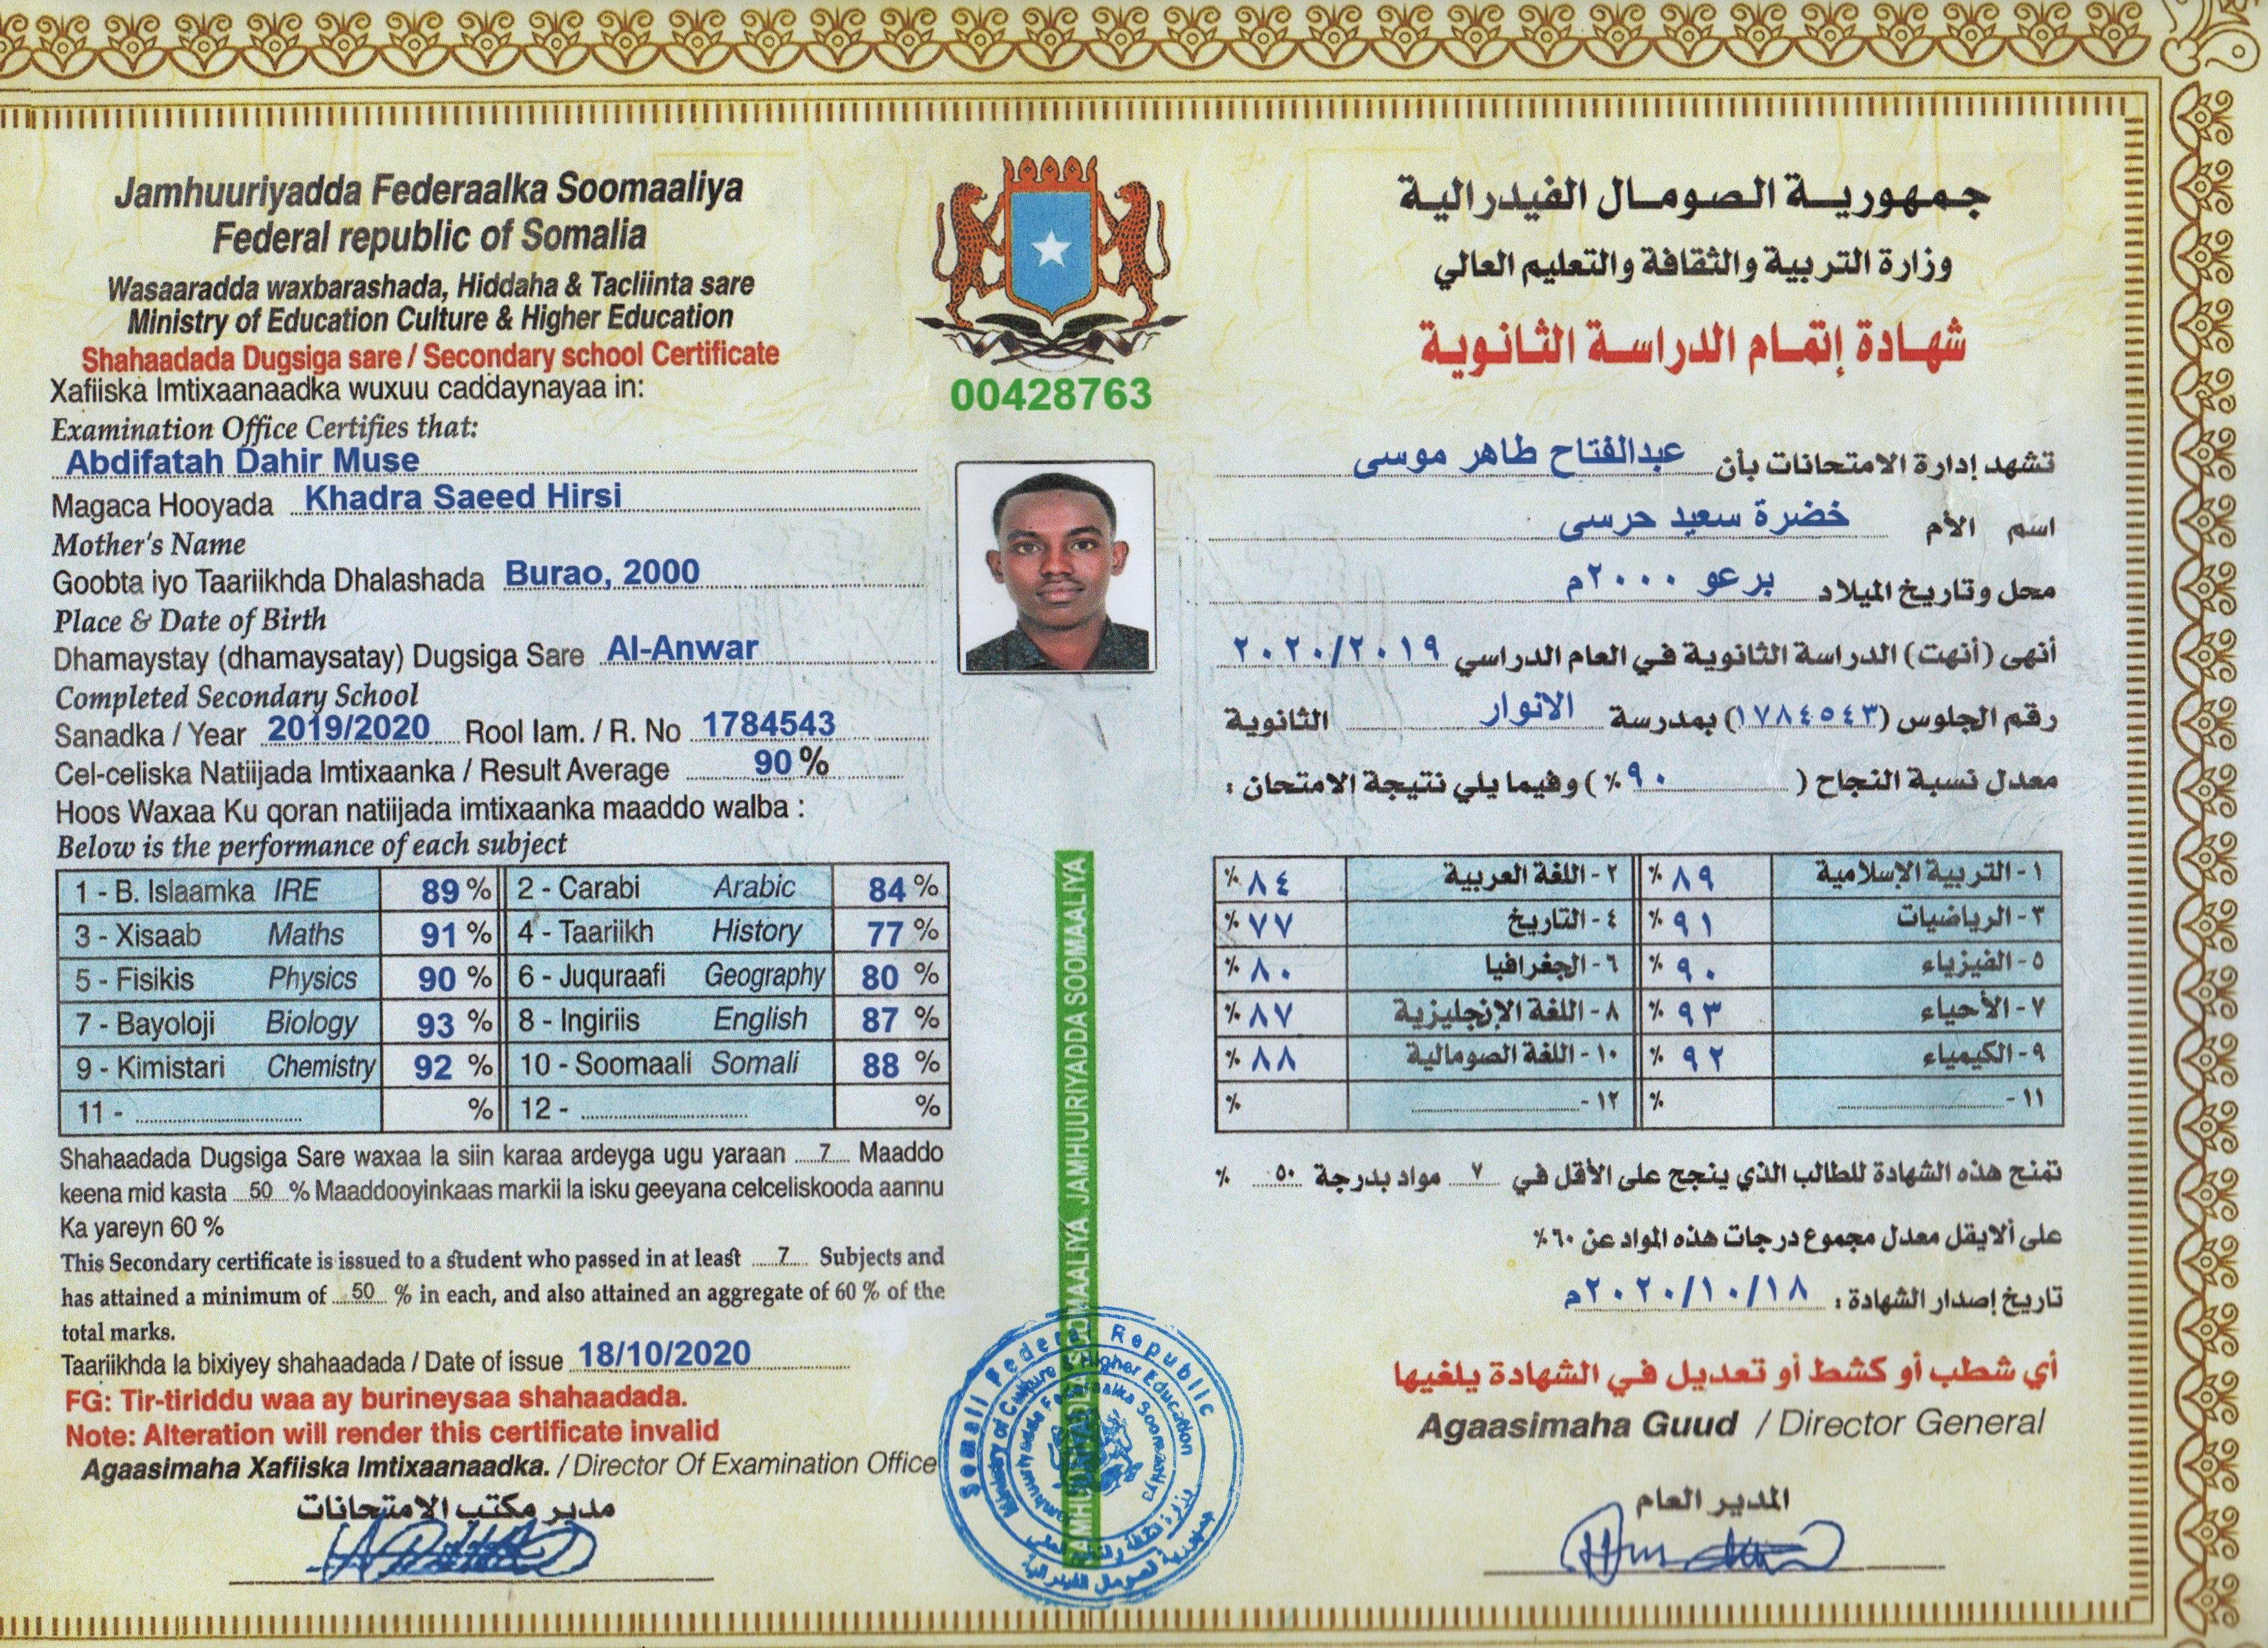 Jamhuuriyadda Federaalka Soomaaliya
Federal republic of Somalia
Wasaaradda waxbarashada, Hiddaha & Tacliinta sare
Ministry of Education Culture & Higher Education
Shahaadada Dugsiga sare / Secondary school Certificate
Xafiiska Imtixaanaadka wuxuu caddaynayaa in:
Examination Office Certifies that:
Abdifatah Dahir Muse
Magaca Hooyada Khadra Saeed Hirsi
Mother's Name
Goobta iyo Taariikhda Dhalashada Burao, 2000
Place & Date of Birth
Dhamaystay (dhamaysatay) Dugsiga Sare Al-Anwar
Completed Secondary School
Sanadka / Year 2019/2020 Rool lam. / R. No 1784543
Cel-celiska Natiijada Imtixaanka / Result Average 90 %
Hoos Waxaa Ku qoran natiijada imtixaanka maaddo walba :
Below is the performance of each subject
1 - B. Islaamka IRE 89 % 2 - Carabi Arabic 84 %
3 - Xisaab Maths 91 % 4 - Taariikh History 77 %
5 - Fisikis Physics 90 % 6 - Juquraafi Geography 80 %
7 - Bayoloji Biology 93 % 8 - Ingiriis English 87 %
9 - Kimistari Chemistry 92 % 10 - Soomaali Somali 88 %
11 - % 12 - %
Shahaadada Dugsiga Sare waxaa la siin karaa ardeyga ugu yaraan 7 Maaddo
keena mid kasta 50 % Maaddooyinkaas markii la isku geeyana celceliskooda aannu
Ka yareyn 60 %
This Secondary certificate is issued to a student who passed in at least 7 Subjects and
has attained a minimum of 50 % in each, and also attained an aggregate of 60 % of the
total marks.
Taariikhda la bixiyey shahaadada / Date of issue 18/10/2020
FG: Tir-tiriddu waa ay burineysaa shahaadada.
Note: Alteration will render this certificate invalid
Agaasimaha Xafiiska Imtixaanaadka. / Director Of Examination Office
مدير مكتب الامتحانات
00428763
JAMHUURIYADDA SOOMAALIYA
Somali Federal Republic
Ministry of Culture & Higher Education
جمهورية الصومال الفيدرالية
جمهورية الصومال الفيدرالية
وزارة التربية والثقافة والتعليم العالي
شهادة إتمام الدراسة الثانوية
تشهد إدارة الامتحانات بأن عبدالفتاح طاهر موسى
اسم الأم خضرة سعيد حرسى
محل وتاريخ الميلاد برعو ٢٠٠٠م
أنهى (أنهت) الدراسة الثانوية في العام الدراسي ٢٠٢٠/٢٠١٩
رقم الجلوس (١٧٨٤٥٤٣) بمدرسة الانوار الثانوية
معدل نسبة النجاح ( ٩٠٪ ) وفيما يلي نتيجة الامتحان :
١- التربية الإسلامية ٨٩ ٪ ٢- اللغة العربية ٨٤ ٪
٣- الرياضيات ٩١ ٪ ٤- التاريخ ٧٧ ٪
٥- الفيزياء ٩٠ ٪ ٦- الجغرافيا ٨٠ ٪
٧- الأحياء ٩٣ ٪ ٨- اللغة الإنجليزية ٨٧ ٪
٩- الكيمياء ٩٢ ٪ ١٠- اللغة الصومالية ٨٨ ٪
١١- ٪ ١٢- ٪
تمنح هذه الشهادة للطالب الذي ينجح على الأقل في ٧ مواد بدرجة ٥٠ ٪
على ألايقل معدل مجموع درجات هذه المواد عن ٦٠٪
تاريخ إصدار الشهادة : ٢٠٢٠/١٠/١٨م
أي شطب أو كشط أو تعديل في الشهادة يلغيها
Agaasimaha Guud / Director General
المدير العام